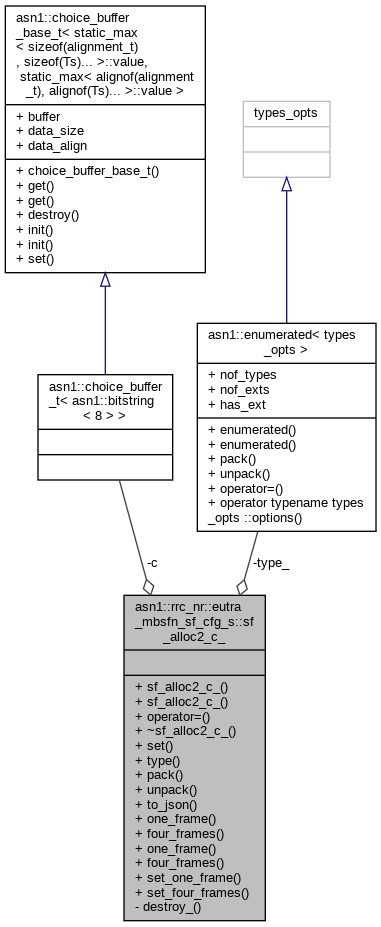 asn1::choice_buffer
_base_t< static_max
< sizeof(alignment_t)
, sizeof(Ts)... >::value,
static_max< alignof(alignment
_t), alignof(Ts)... >::value >
+ buffer
+ data_size
+ data_align
+ choice_buffer_base_t()
+ get()
+ get()
+ destroy()
+ init()
+ init()
+ set()
types_opts
asn1::enumerated< types
_opts >
+ nof_types
+ nof_exts
+ has_ext
+ enumerated()
+ enumerated()
+ pack()
+ unpack()
+ operator=()
+ operator typename types
_opts ::options()
asn1::choice_buffer
_t< asn1::bitstring
< 8 > >
-c
-type_
asn1::rrc_nr::eutra
_mbsfn_sf_cfg_s::sf
_alloc2_c_
+ sf_alloc2_c_()
+ sf_alloc2_c_()
+ operator=()
+ ~sf_alloc2_c_()
+ set()
+ type()
+ pack()
+ unpack()
+ to_json()
+ one_frame()
+ four_frames()
+ one_frame()
+ four_frames()
+ set_one_frame()
+ set_four_frames()
- destroy_()